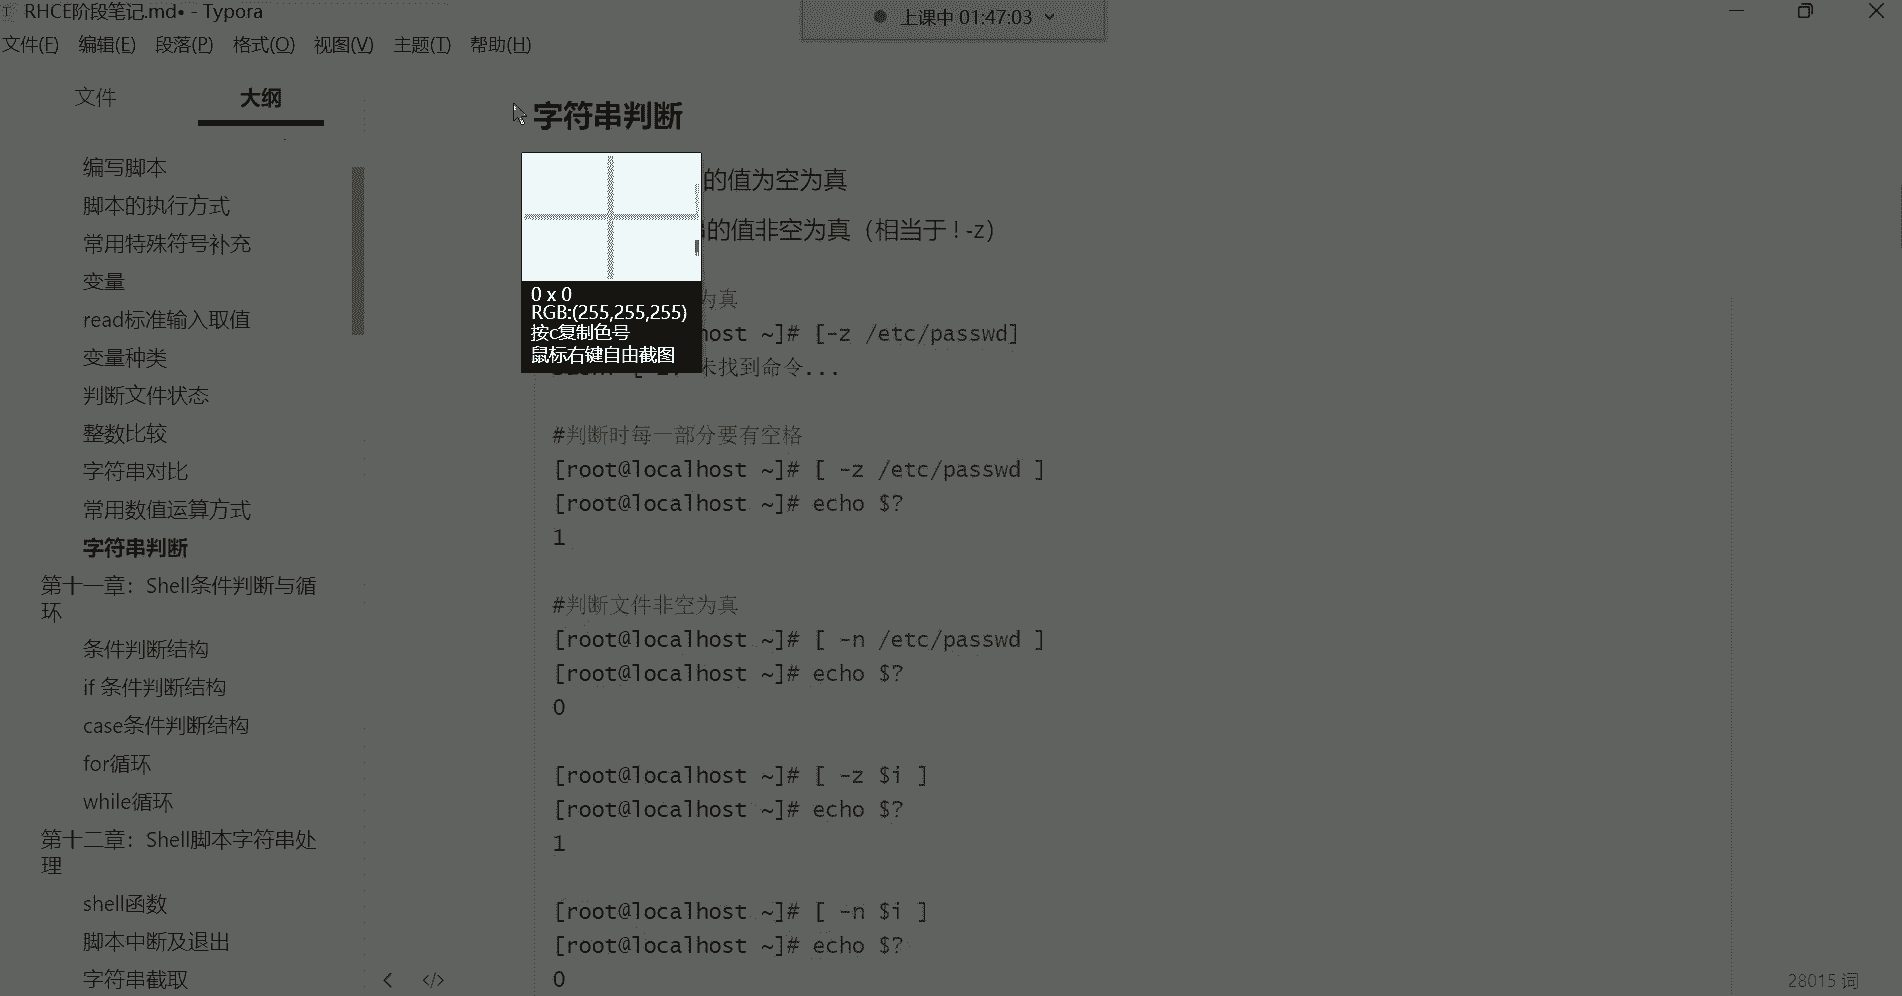 RHCE阶段笔记.md• - Typora
上课中 01:47:03
文件(F) 编辑(E) 段落(P) 格式(O) 视图(V) 主题(T) 帮助(H)
文件 大纲
编写脚本
脚本的执行方式
常用特殊符号补充
变量
read标准输入取值
变量种类
判断文件状态
整数比较
字符串对比
常用数值运算方式
字符串判断
第十一章：Shell条件判断与循
环
条件判断结构
if 条件判断结构
case条件判断结构
for循环
while循环
第十二章：Shell脚本字符串处
理
shell函数
脚本中断及退出
字符串截取
字符串判断
的值为空为真
的值非空为真（相当于 ! -z）
0 x 0
RGB:(255,255,255)
按c复制色号
鼠标右键自由截图
为真
host ~]# [-z /etc/passwd]
未找到命令...
#判断时每一部分要有空格
[root@localhost ~]# [ -z /etc/passwd ]
[root@localhost ~]# echo $?
1
#判断文件非空为真
[root@localhost ~]# [ -n /etc/passwd ]
[root@localhost ~]# echo $?
0
[root@localhost ~]# [ -z $i ]
[root@localhost ~]# echo $?
1
[root@localhost ~]# [ -n $i ]
[root@localhost ~]# echo $?
0
28015 词